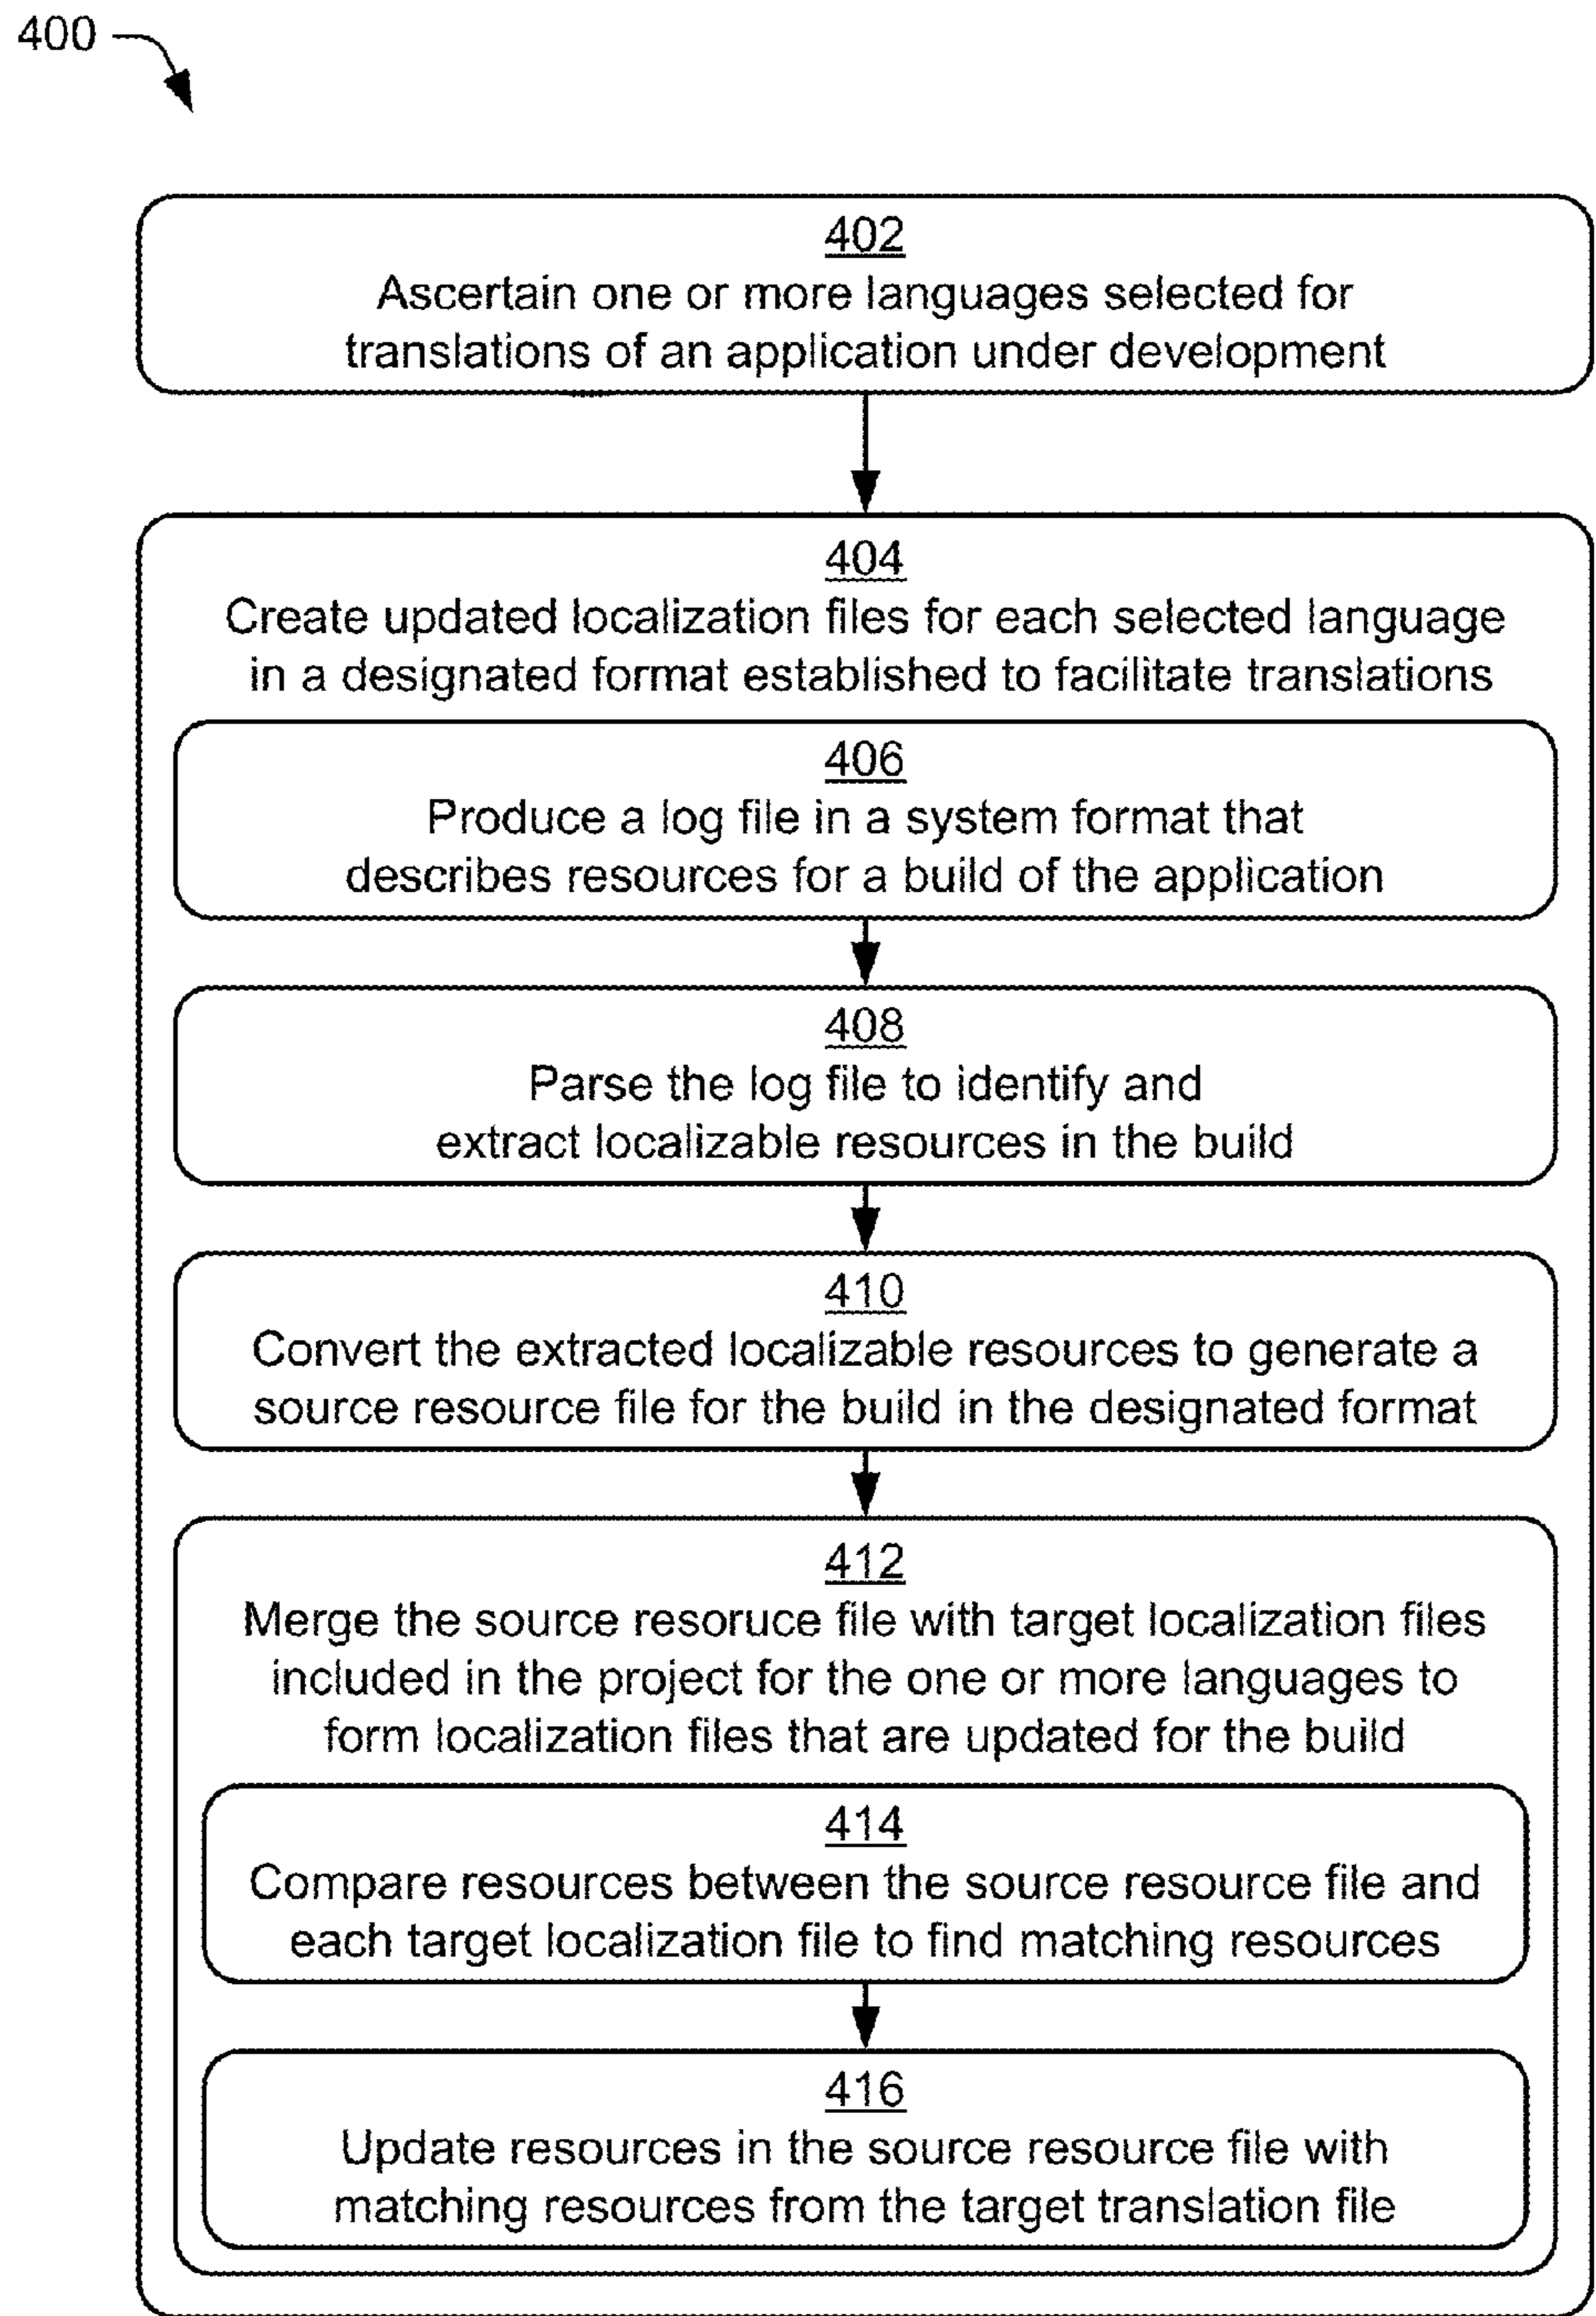 400
402
Ascertain one or more languages selected for
translations of an application under development
404
Create updated localization files for each selected language
in a designated format established to facilitate translations
406
Produce a log file in a system format that
describes resources for a build of the application
408
Parse the log file to identify and
extract localizable resources in the build
410
Convert the extracted localizable resources to generate a
source resource file for the build in the designated format
412
Merge the source resoruce file with target localization files
included in the project for the one or more languages to
form localization files that are updated for the build
414
Compare resources between the source resource file and
each target localization file to find matching resources
416
Update resources in the source resource file with
matching resources from the target translation file